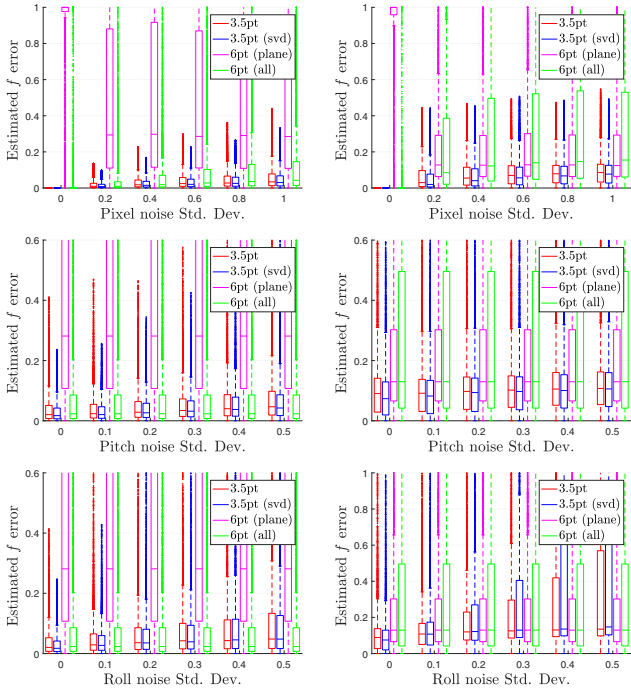 1
0.8
0.6
0.4
0.2
0
Estimated f error
0 0.2 0.4 0.6 0.8 1
Pixel noise Std. Dev.
3.5pt
3.5pt (svd)
6pt (plane)
6pt (all)
1
0.8
0.6
0.4
0.2
0
Estimated f error
0 0.2 0.4 0.6 0.8 1
Pixel noise Std. Dev.
3.5pt
3.5pt (svd)
6pt (plane)
6pt (all)
0.6
0.4
0.2
0
Estimated f error
0 0.1 0.2 0.3 0.4 0.5
Pitch noise Std. Dev.
3.5pt
3.5pt (svd)
6pt (plane)
6pt (all)
0.6
0.4
0.2
0
Estimated f error
0 0.1 0.2 0.3 0.4 0.5
Pitch noise Std. Dev.
3.5pt
3.5pt (svd)
6pt (plane)
6pt (all)
0.6
0.4
0.2
0
Estimated f error
0 0.1 0.2 0.3 0.4 0.5
Roll noise Std. Dev.
3.5pt
3.5pt (svd)
6pt (plane)
6pt (all)
1
0.8
0.6
0.4
0.2
0
Estimated f error
0 0.1 0.2 0.3 0.4 0.5
Roll noise Std. Dev.
3.5pt
3.5pt (svd)
6pt (plane)
6pt (all)